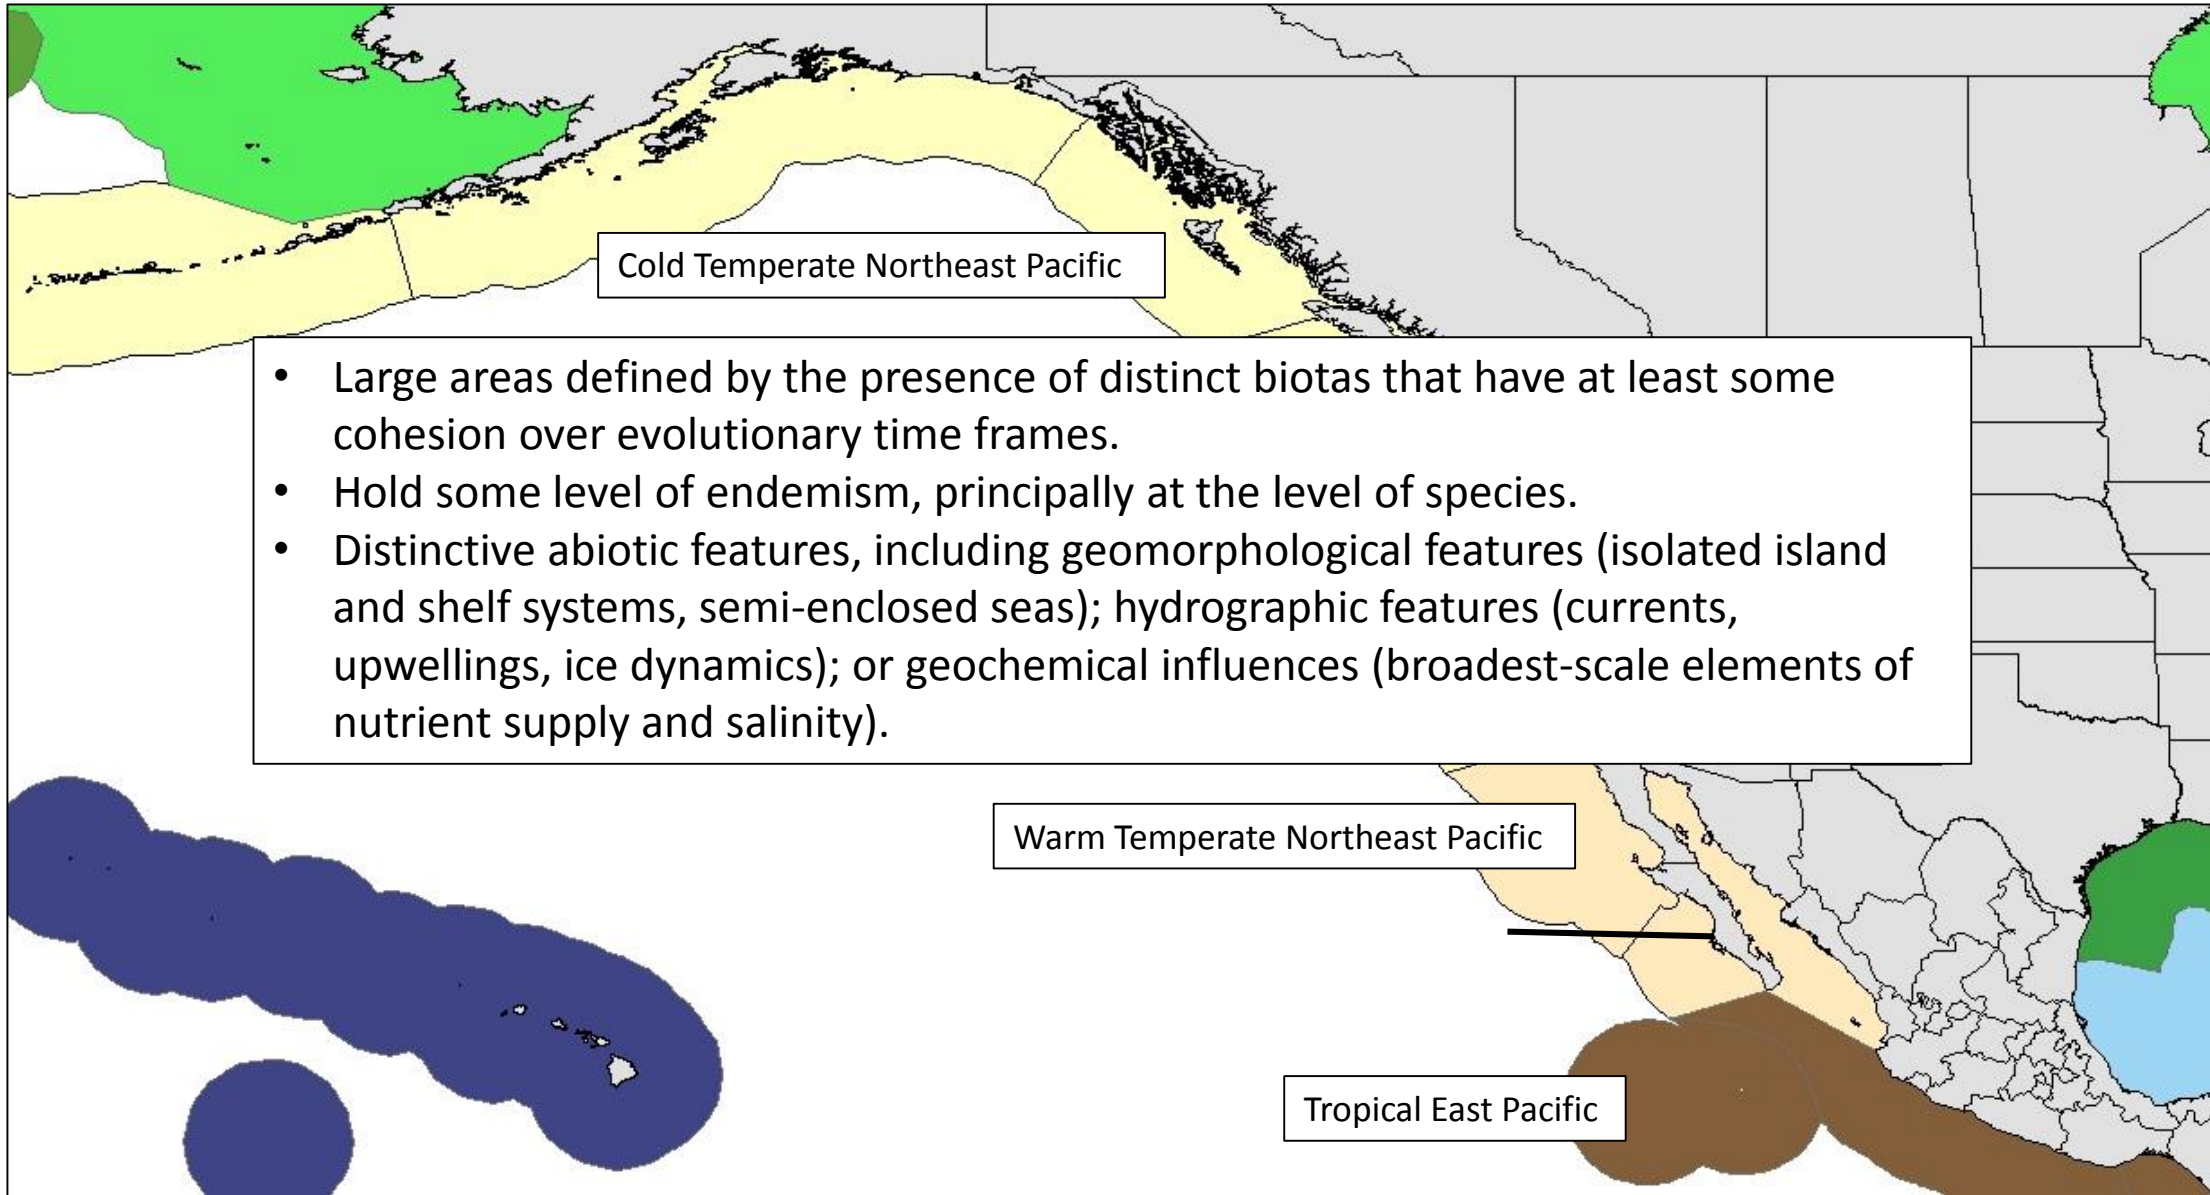 Cold Temperate Northeast Pacific
• Large areas defined by the presence of distinct biotas that have at least some
cohesion over evolutionary time frames.
• Hold some level of endemism, principally at the level of species.
• Distinctive abiotic features, including geomorphological features (isolated island
and shelf systems, semi-enclosed seas); hydrographic features (currents,
upwellings, ice dynamics); or geochemical influences (broadest-scale elements of
nutrient supply and salinity).
Warm Temperate Northeast Pacific
Tropical East Pacific